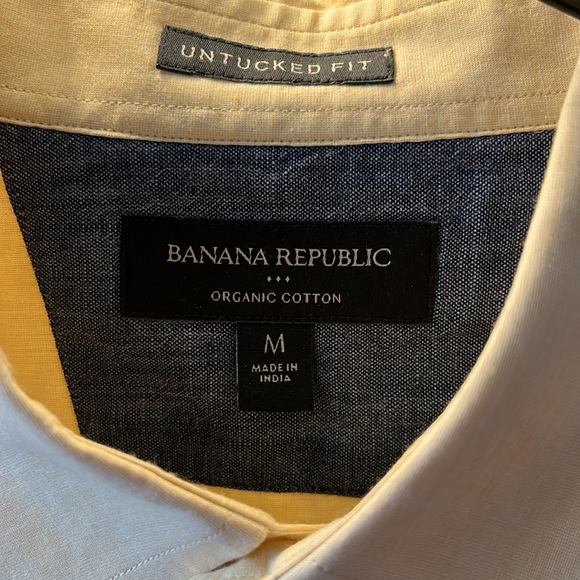 UNTUCKED FIT
BANANA REPUBLIC
ORGANIC COTTON
M
MADE IN
INDIA